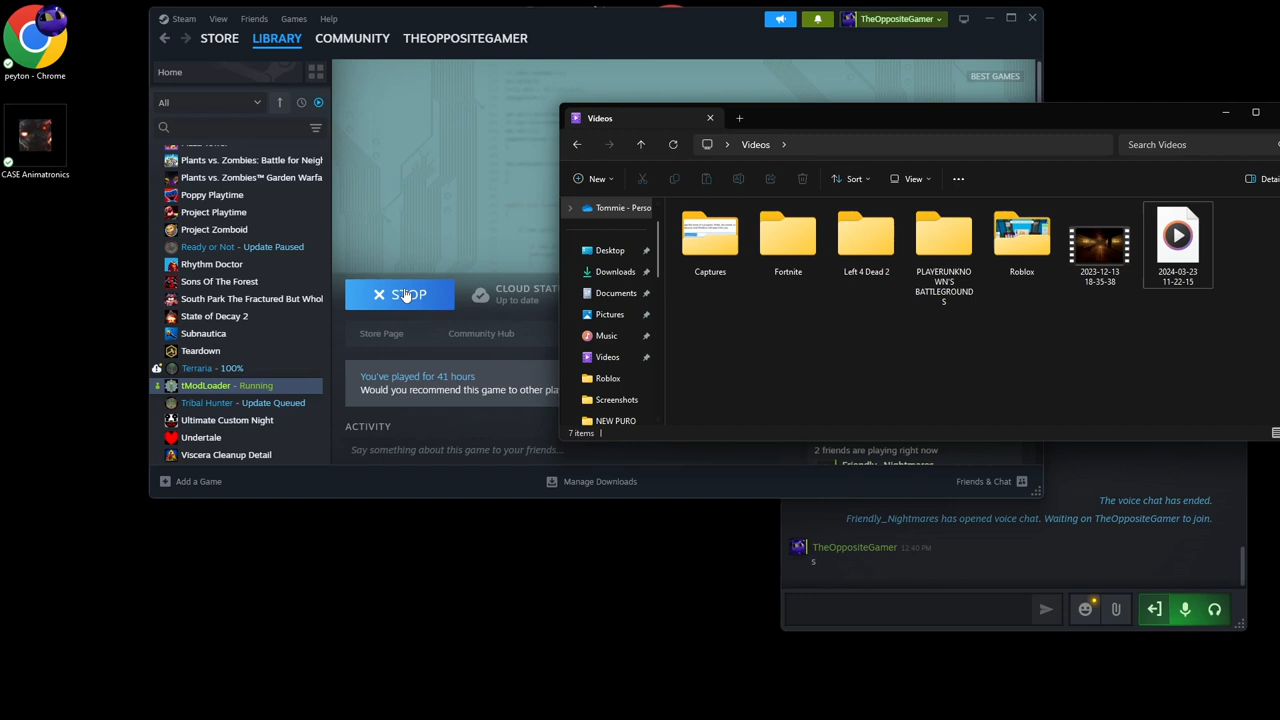 peyton - Chrome
CASE Animatronics
Steam View Friends Games Help
TheOppositeGamer
STORE LIBRARY COMMUNITY THEOPPOSITEGAMER
Home
All
BEST GAMES
Plants vs. Zombies: Battle for Neigh
Plants vs. Zombies™ Garden Warfa
Poppy Playtime
Project Playtime
Project Zomboid
Ready or Not - Update Paused
Rhythm Doctor
Sons Of The Forest
South Park The Fractured But Whol
State of Decay 2
Subnautica
Teardown
Terraria - 100%
tModLoader - Running
Tribal Hunter - Update Queued
Ultimate Custom Night
Undertale
Viscera Cleanup Detail
STOP
CLOUD STAT
Up to date
Store Page Community Hub
You've played for 41 hours
Would you recommend this game to other pla
ACTIVITY
Say something about this game to your friends...
Add a Game
Manage Downloads
Friends & Chat
Videos
Videos
Search Videos
New
Sort
View
Detai
Tommie - Perso
Desktop
Downloads
Documents
Pictures
Music
Videos
Roblox
Screenshots
NEW PURO
Captures
Fortnite
Left 4 Dead 2
PLAYERUNKNO
WN'S
BATTLEGROUND
S
Roblox
2023-12-13
18-35-38
2024-03-23
11-22-15
7 items
2 friends are playing right now
Friendly_Nightmares
The voice chat has ended.
Friendly_Nightmares has opened voice chat. Waiting on TheOppositeGamer to join.
TheOppositeGamer 12:40 PM
s